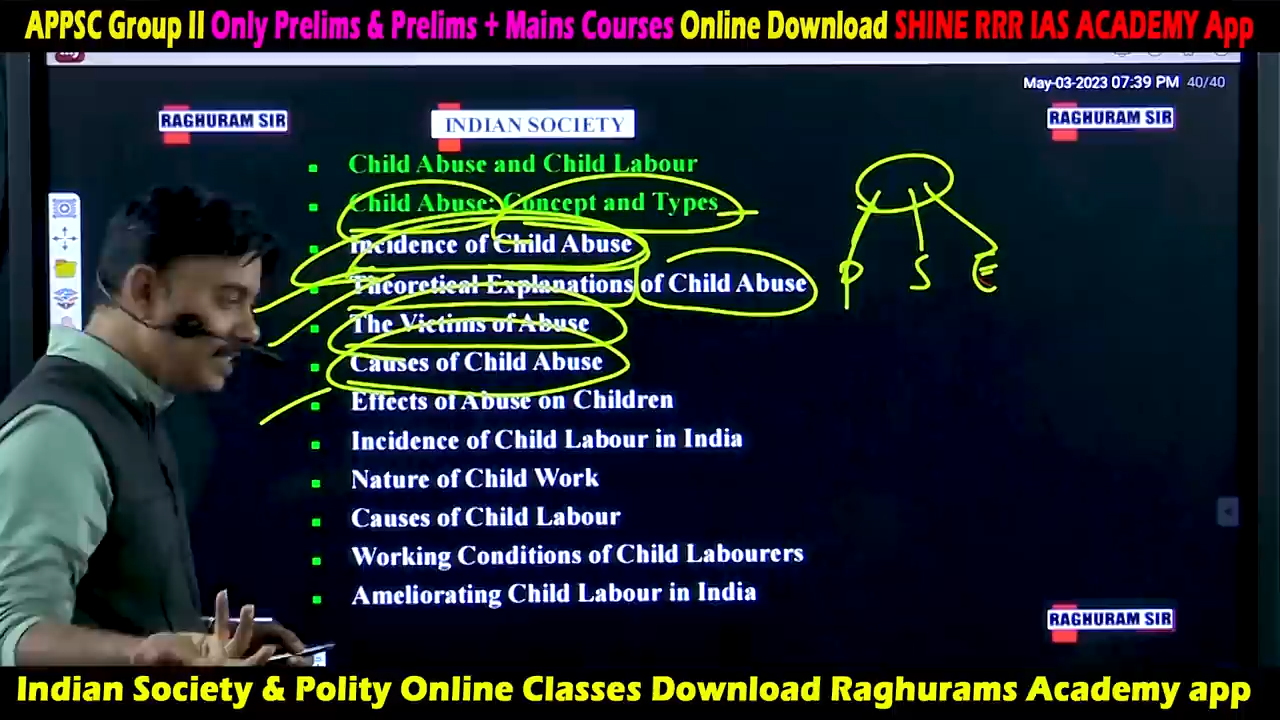 APPSC Group II Only Prelims & Prelims + Mains Courses Online Download SHINE RRR IAS ACADEMY App
May-03-2023 07:39 PM 40/40
RAGHURAM SIR
INDIAN SOCIETY
RAGHURAM SIR
Child Abuse and Child Labour
Child Abuse: Concept and Types
Incidence of Child Abuse
Theoretical Explanations of Child Abuse
The Victims of Abuse
Causes of Child Abuse
Effects of Abuse on Children
Incidence of Child Labour in India
Nature of Child Work
Causes of Child Labour
Working Conditions of Child Labourers
Ameliorating Child Labour in India
P S E
RAGHURAM SIR
Indian Society & Polity Online Classes Download Raghurams Academy app